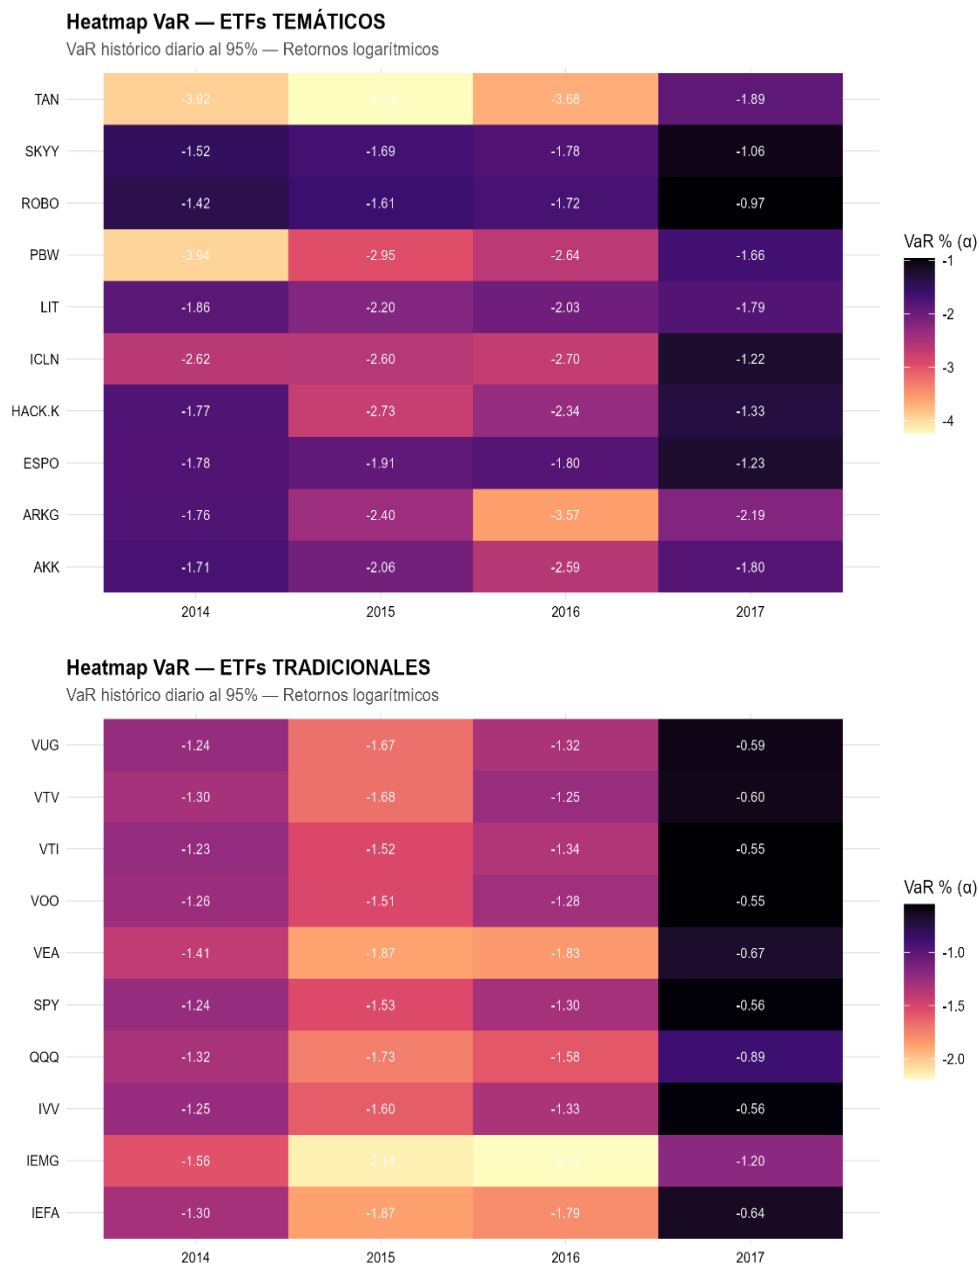 Heatmap VaR — ETFs TEMÁTICOS
VaR histórico diario al 95% — Retornos logarítmicos
TAN -3.92 -4.23 -3.68 -1.89
SKYY -1.52 -1.69 -1.78 -1.06
ROBO -1.42 -1.61 -1.72 -0.97
PBW -3.94 -2.95 -2.64 -1.66
LIT -1.86 -2.20 -2.03 -1.79
ICLN -2.62 -2.60 -2.70 -1.22
HACK.K -1.77 -2.73 -2.34 -1.33
ESPO -1.78 -1.91 -1.80 -1.23
ARKG -1.76 -2.40 -3.57 -2.19
AKK -1.71 -2.06 -2.59 -1.80
2014 2015 2016 2017
VaR % (α)
-1
-2
-3
-4
Heatmap VaR — ETFs TRADICIONALES
VaR histórico diario al 95% — Retornos logarítmicos
VUG -1.24 -1.67 -1.32 -0.59
VTV -1.30 -1.68 -1.25 -0.60
VTI -1.23 -1.52 -1.34 -0.55
VOO -1.26 -1.51 -1.28 -0.55
VEA -1.41 -1.87 -1.83 -0.67
SPY -1.24 -1.53 -1.30 -0.56
QQQ -1.32 -1.73 -1.58 -0.89
IVV -1.25 -1.60 -1.33 -0.56
IEMG -1.56 -2.14 -1.20
IEFA -1.30 -1.87 -1.79 -0.64
2014 2015 2016 2017
VaR % (α)
-1.0
-1.5
-2.0